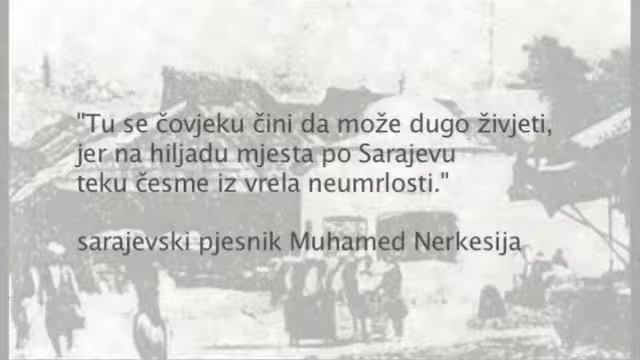 "Tu se čovjeku čini da može dugo živjeti,
jer na hiljadu mjesta po Sarajevu
teku česme iz vrela neumrlosti."
sarajevski pjesnik Muhamed Nerkesija